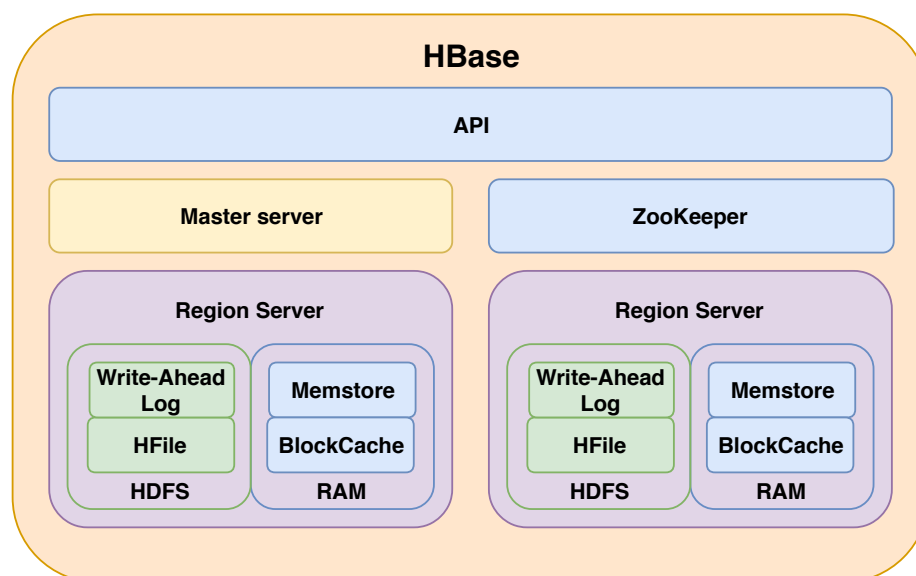 HBase
API
Master server
ZooKeeper
Region Server
Write-Ahead
Log
HFile
HDFS
Memstore
BlockCache
RAM
Region Server
Write-Ahead
Log
HFile
HDFS
Memstore
BlockCache
RAM